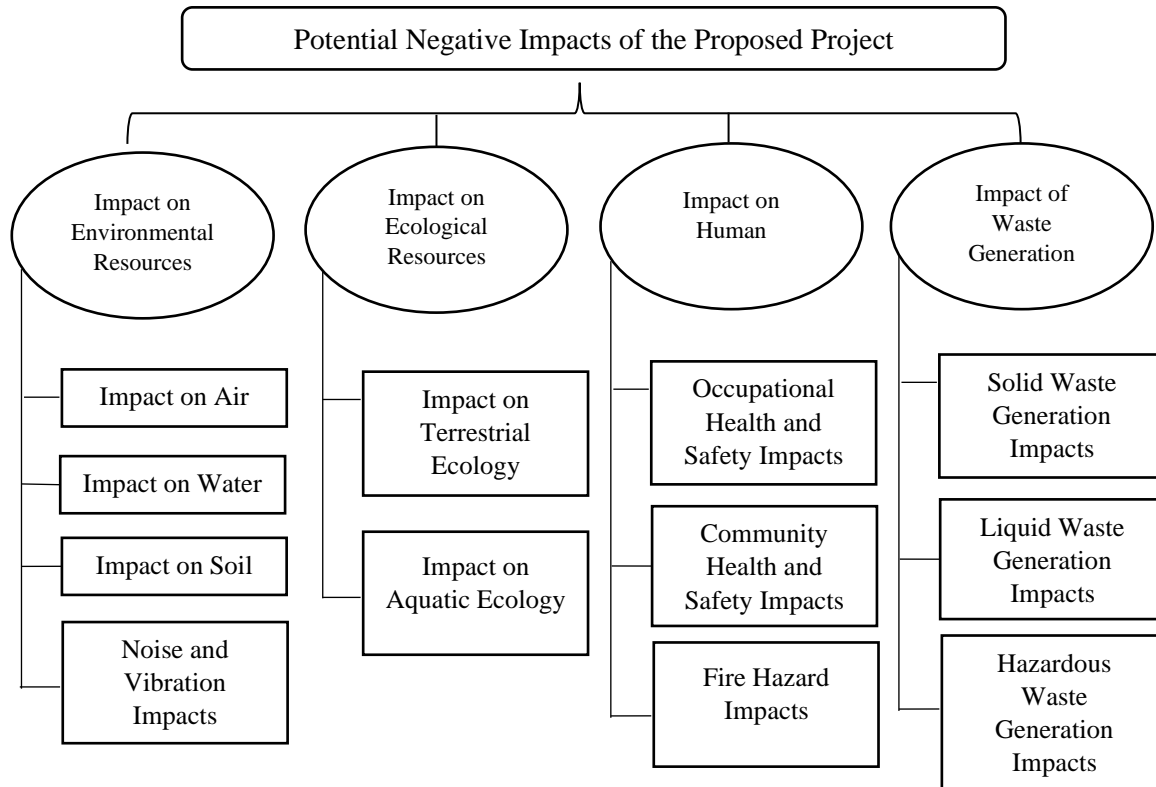 Potential Negative Impacts of the Proposed Project
Impact on
Environmental
Resources
Impact on
Ecological
Resources
Impact on
Human
Impact of
Waste
Generation
Impact on Air
Impact on Water
Impact on Soil
Noise and
Vibration
Impacts
Impact on
Terrestrial
Ecology
Impact on
Aquatic Ecology
Occupational
Health and
Safety Impacts
Community
Health and
Safety Impacts
Fire Hazard
Impacts
Solid Waste
Generation
Impacts
Liquid Waste
Generation
Impacts
Hazardous
Waste
Generation
Impacts